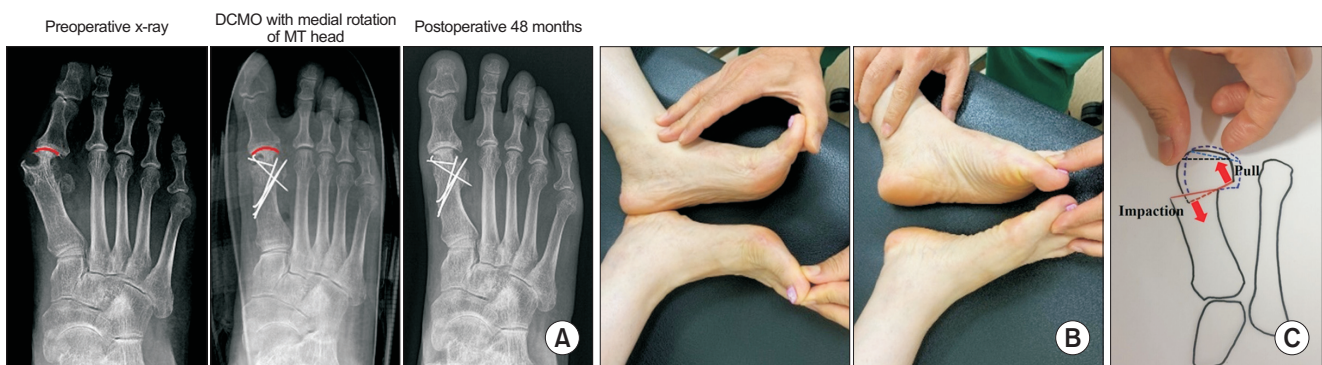 Preoperative x-ray
DCMO with medial rotation
of MT head
Postoperative 48 months
A
B
Pull
Impaction
C